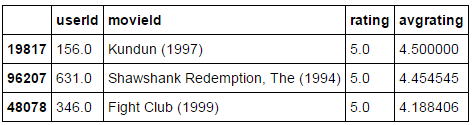 userId movieId rating avgrating
19817 156.0 Kundun (1997) 5.0 4.500000
96207 631.0 Shawshank Redemption, The (1994) 5.0 4.454545
48078 346.0 Fight Club (1999) 5.0 4.188406